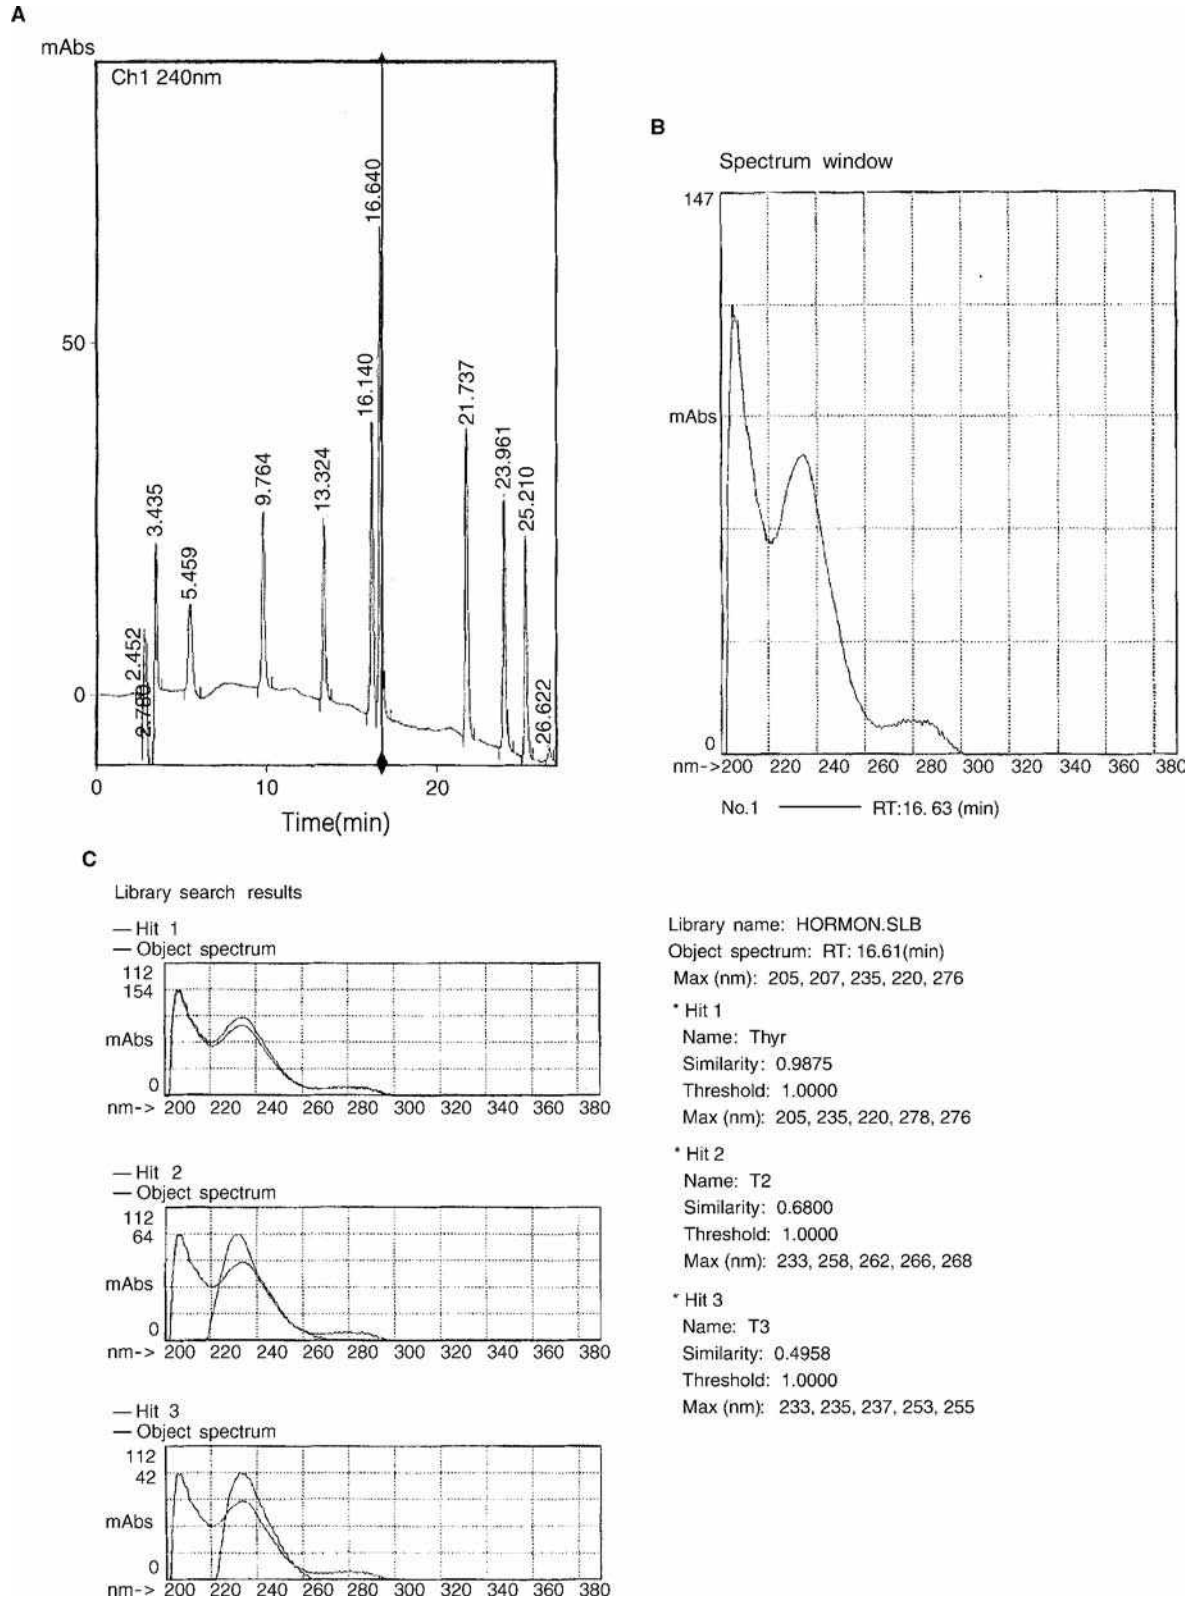 A
mAbs
Ch1 240nm
50
0
2.780
2.452
3.435
5.459
9.764
13.324
16.140
16.640
21.737
23.961
25.210
26.622
0 10 20
Time(min)
B
Spectrum window
147
mAbs
0
nm->200 220 240 260 280 300 320 340 360 380
No.1 RT:16. 63 (min)
C
Library search results
Hit 1
Object spectrum
112
154
mAbs
0
nm-> 200 220 240 260 280 300 320 340 360 380
Hit 2
Object spectrum
112
64
mAbs
0
nm-> 200 220 240 260 280 300 320 340 360 380
Hit 3
Object spectrum
112
42
mAbs
0
nm-> 200 220 240 260 280 300 320 340 360 380
Library name: HORMON.SLB
Object spectrum: RT: 16.61(min)
Max (nm): 205, 207, 235, 220, 276
* Hit 1
Name: Thyr
Similarity: 0.9875
Threshold: 1.0000
Max (nm): 205, 235, 220, 278, 276
* Hit 2
Name: T2
Similarity: 0.6800
Threshold: 1.0000
Max (nm): 233, 258, 262, 266, 268
* Hit 3
Name: T3
Similarity: 0.4958
Threshold: 1.0000
Max (nm): 233, 235, 237, 253, 255